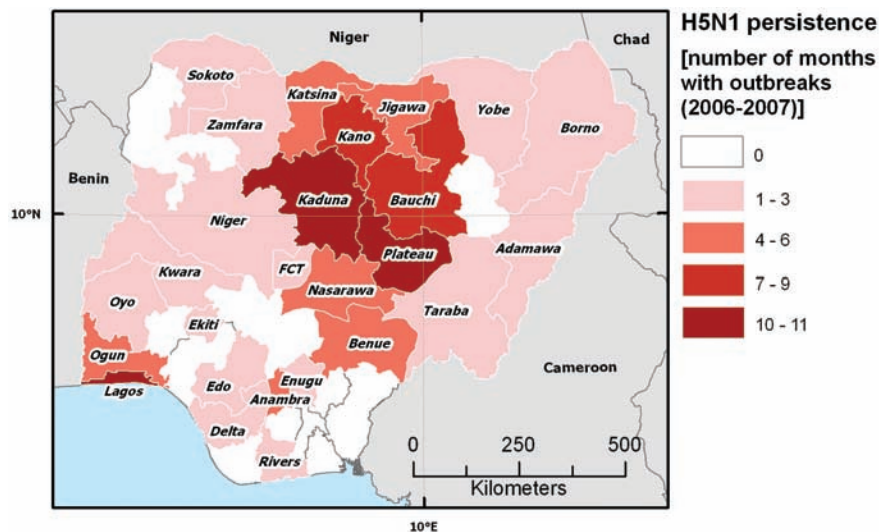 H5N1 persistence
[number of months
with outbreaks
(2006-2007)]
0
1 - 3
4 - 6
7 - 9
10 - 11
Niger
Chad
Sokoto
Katsina
Jigawa
Yobe
Zamfara
Kano
Borno
Benin
10°N
Kaduna
Bauchi
Niger
Plateau
Adamawa
FCT
Kwara
Nasarawa
Oyo
Taraba
Ekiti
Ogun
Benue
Cameroon
Lagos
Edo
Enugu
Anambra
Delta
Rivers
0
250
500
Kilometers
10°E